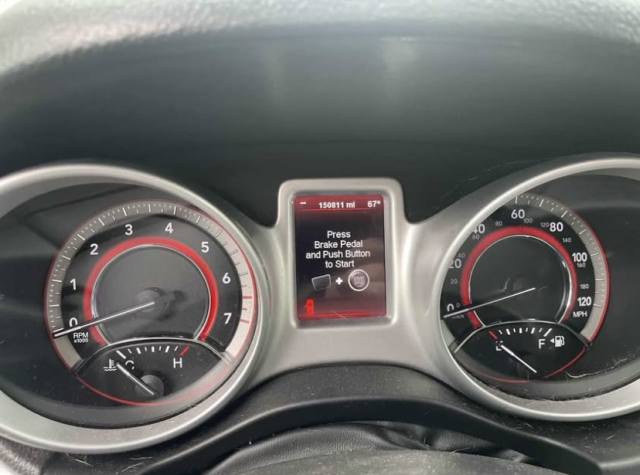 150811 mi 67°
Press
Brake Pedal
and Push Button
to Start
+
0 1 2 3 4 5 6 7
RPM
x1000
C H
0 20 40 60 80 100 120
MPH
E F